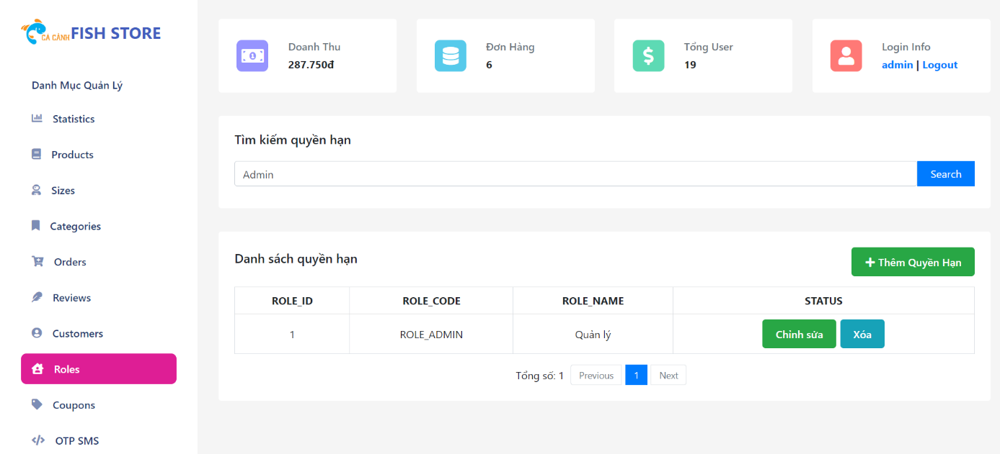 CÁ CẢNH FISH STORE
Danh Mục Quản Lý
Statistics
Products
Sizes
Categories
Orders
Reviews
Customers
Roles
Coupons
OTP SMS
Doanh Thu
287.750đ
Đơn Hàng
6
Tổng User
19
Login Info
admin | Logout
Tìm kiếm quyền hạn
Admin
Search
Danh sách quyền hạn
Thêm Quyền Hạn
ROLE_ID ROLE_CODE ROLE_NAME STATUS
1 ROLE_ADMIN Quản lý Chỉnh sửa Xóa
Tổng số: 1 Previous 1 Next